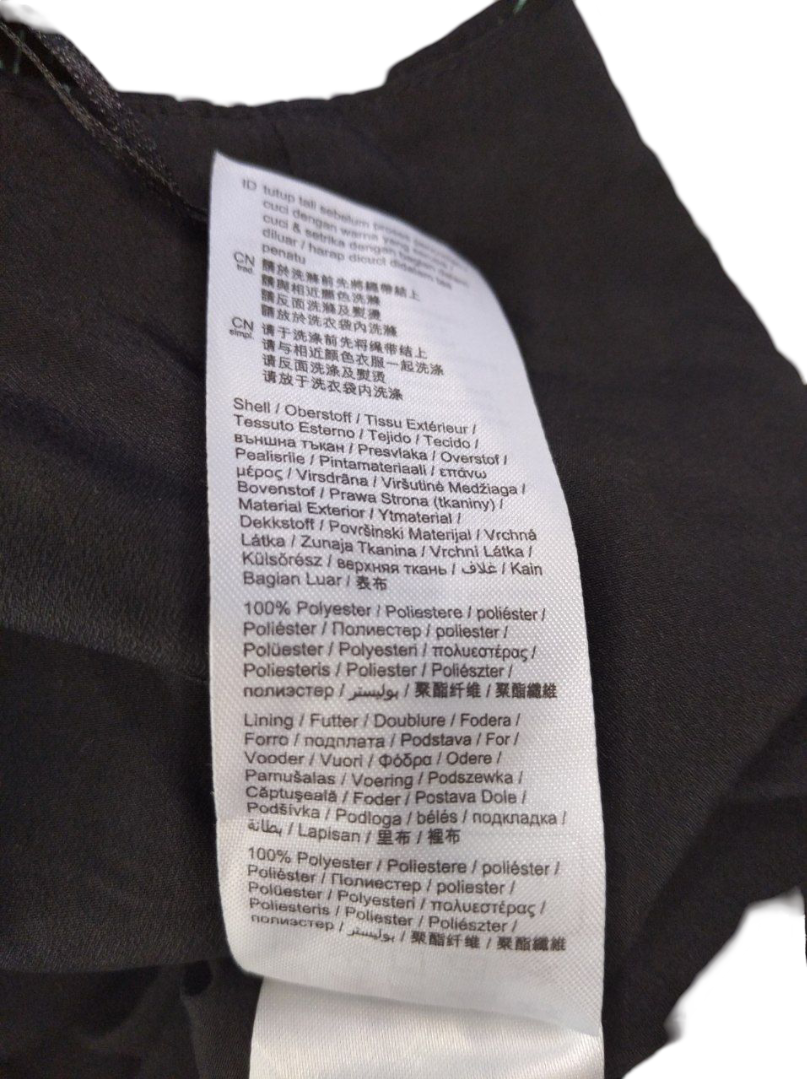 ID tutup tali sebelum proses
cuci dengan warna yang
cuci & setrika dengan bagian dalam
diluar / harap dicuci didalam tas
penatu
CN trad. 請於洗滌前先將繩帶結上
請與相近顏色洗滌
請反面洗滌及熨燙
請放於洗衣袋內洗滌
CN simpl. 请于洗涤前先将绳带结上
请与相近颜色衣服一起洗涤
请反面洗涤及熨烫
请放于洗衣袋内洗涤
Shell / Oberstoff / Tissu Extérieur /
Tessuto Esterno / Tejido / Tecido /
външна тъкан / Presvlaka / Overstof /
Pealisriie / Pintamateriaali / επάνω
μέρος / Virsdrāna / Viršutinė Medžiaga /
Bovenstof / Prawa Strona (tkaniny) /
Material Exterior / Ytmaterial /
Dekkstoff / Površinski Materijal / Vrchná
Látka / Zunaja Tkanina / Vrchní Látka /
Külsőrész / верхняя ткань / غلاف / Kain
Bagian Luar / 表布
100% Polyester / Poliestere / poliéster /
Poliéster / Полиестер / poliester /
Polüester / Polyesteri / πολυεστέρας /
Poliesteris / Poliester / Poliészter /
полиэстер / بوليستر / 聚酯纤维 / 聚酯纖維
Lining / Futter / Doublure / Fodera /
Forro / подплата / Podstava / For /
Vooder / Vuori / Φόδρα / Odere /
Pamušalas / Voering / Podszewka /
Căptuşeală / Foder / Postava Dole /
Podšívka / Podloga / bélés / подкладка /
بطانة / Lapisan / 里布 / 裡布
100% Polyester / Poliestere / poliéster /
Poliéster / Полиестер / poliester /
Polüester / Polyesteri / πολυεστέρας /
Poliesteris / Poliester / Poliészter /
полиэстер / بوليستر / 聚酯纤维 / 聚酯纖維